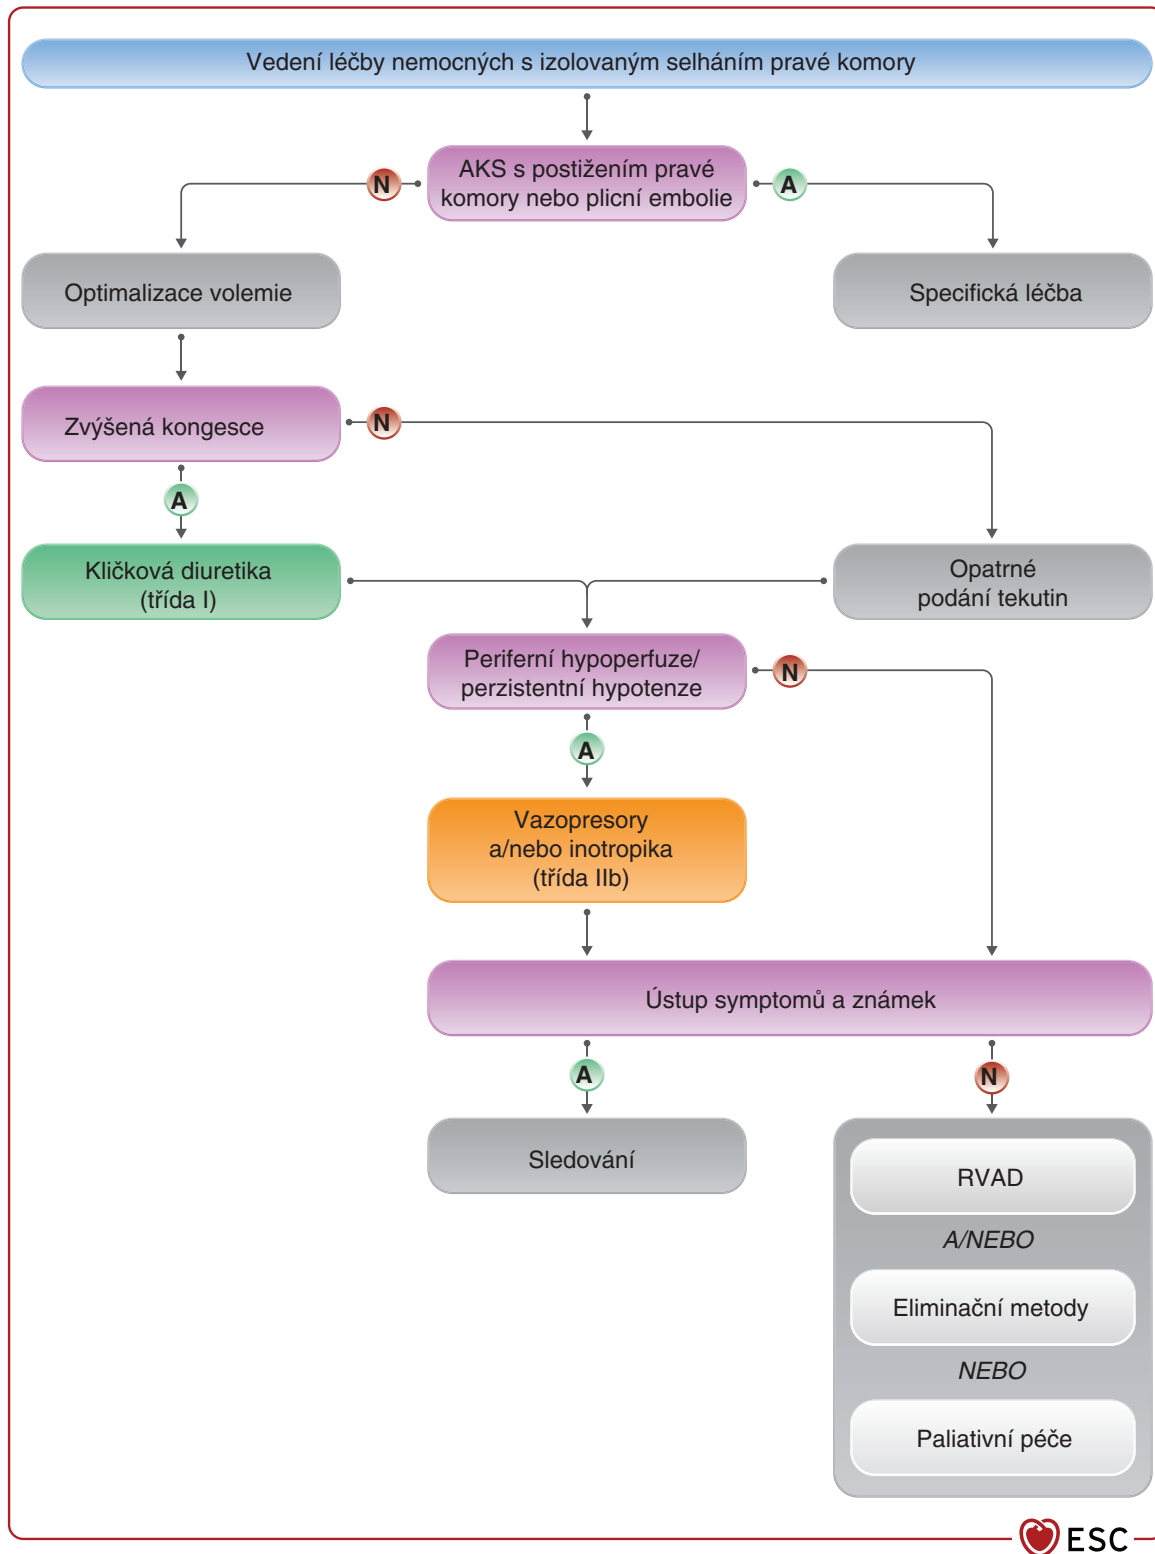 Vedení léčby nemocných s izolovaným selháním pravé komory
AKS s postižením pravé
komory nebo plicní embolie
N
A
Optimalizace volemie
Specifická léčba
Zvýšená kongesce
N
A
Kličková diuretika
(třída I)
Opatrné
podání tekutin
Periferní hypoperfuze/
perzistentní hypotenze
N
A
Vazopresory
a/nebo inotropika
(třída IIb)
Ústup symptomů a známek
A
N
Sledování
RVAD
A/NEBO
Eliminační metody
NEBO
Paliativní péče
ESC